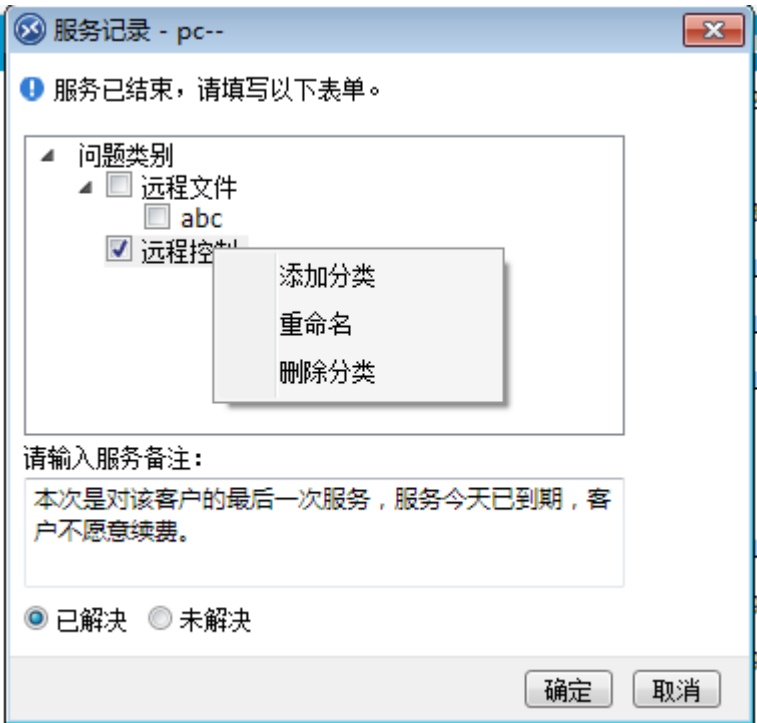 服务记录 - pc--
服务已结束，请填写以下表单。
问题类别
远程文件
abc
远程控制
添加分类
重命名
删除分类
请输入服务备注：
本次是对该客户的最后一次服务，服务今天已到期，客
户不愿意续费。
已解决 未解决
确定 取消